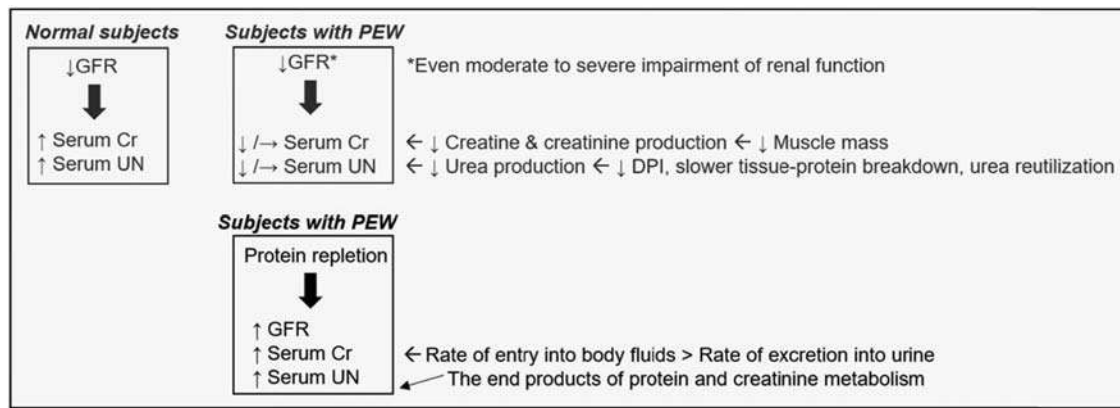 Normal subjects
↓GFR
↑ Serum Cr
↑ Serum UN
Subjects with PEW
↓GFR*
*Even moderate to severe impairment of renal function
↓ /→ Serum Cr ← ↓ Creatine & creatinine production ← ↓ Muscle mass
↓ /→ Serum UN ← ↓ Urea production ← ↓ DPI, slower tissue-protein breakdown, urea reutilization
Subjects with PEW
Protein repletion
↑ GFR
↑ Serum Cr ← Rate of entry into body fluids > Rate of excretion into urine
↑ Serum UN The end products of protein and creatinine metabolism